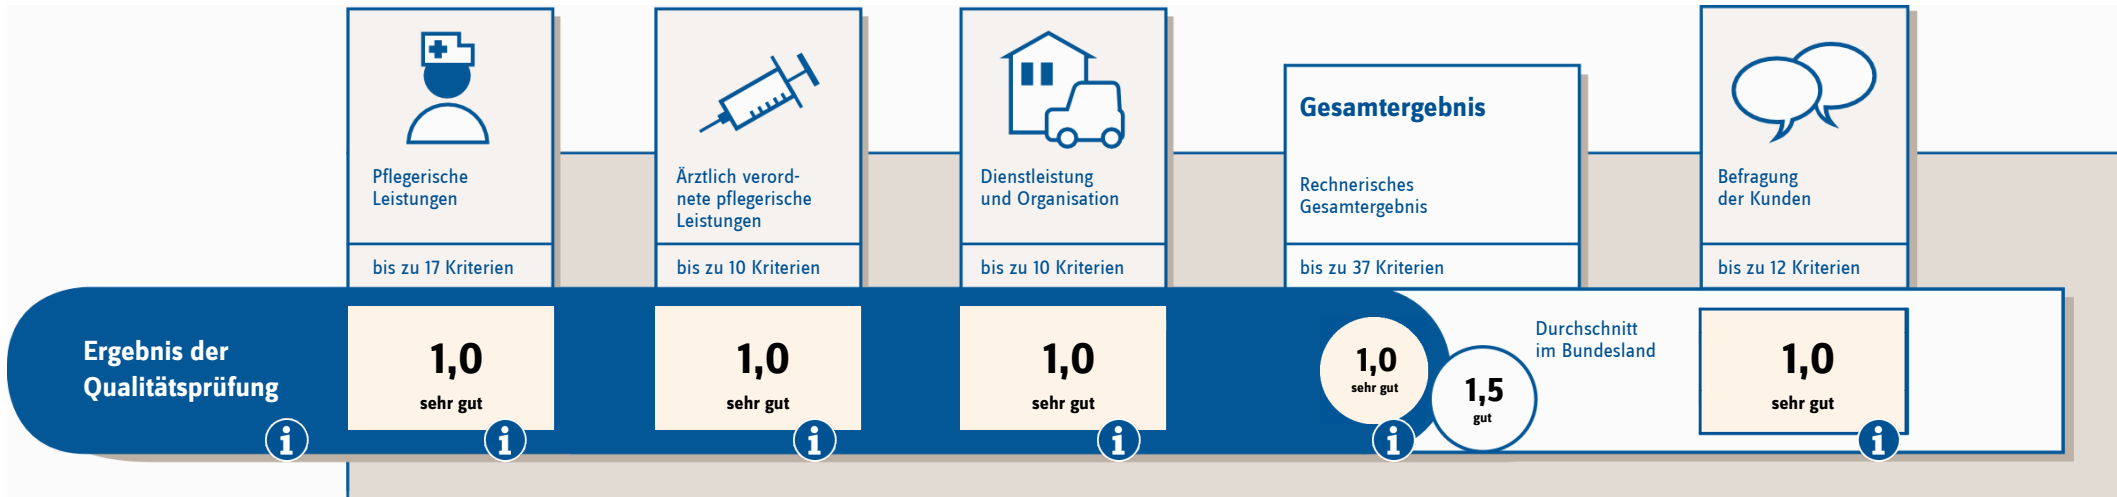 Pflegerische
Leistungen
bis zu 17 Kriterien
Ärztlich verord-
nete pflegerische
Leistungen
bis zu 10 Kriterien
Dienstleistung
und Organisation
bis zu 10 Kriterien
Gesamtergebnis
Rechnerisches
Gesamtergebnis
bis zu 37 Kriterien
Befragung
der Kunden
bis zu 12 Kriterien
Ergebnis der
Qualitätsprüfung
i
1,0
sehr gut
i
1,0
sehr gut
i
1,0
sehr gut
i
1,0
sehr gut
i
1,5
gut
Durchschnitt
im Bundesland
1,0
sehr gut
i